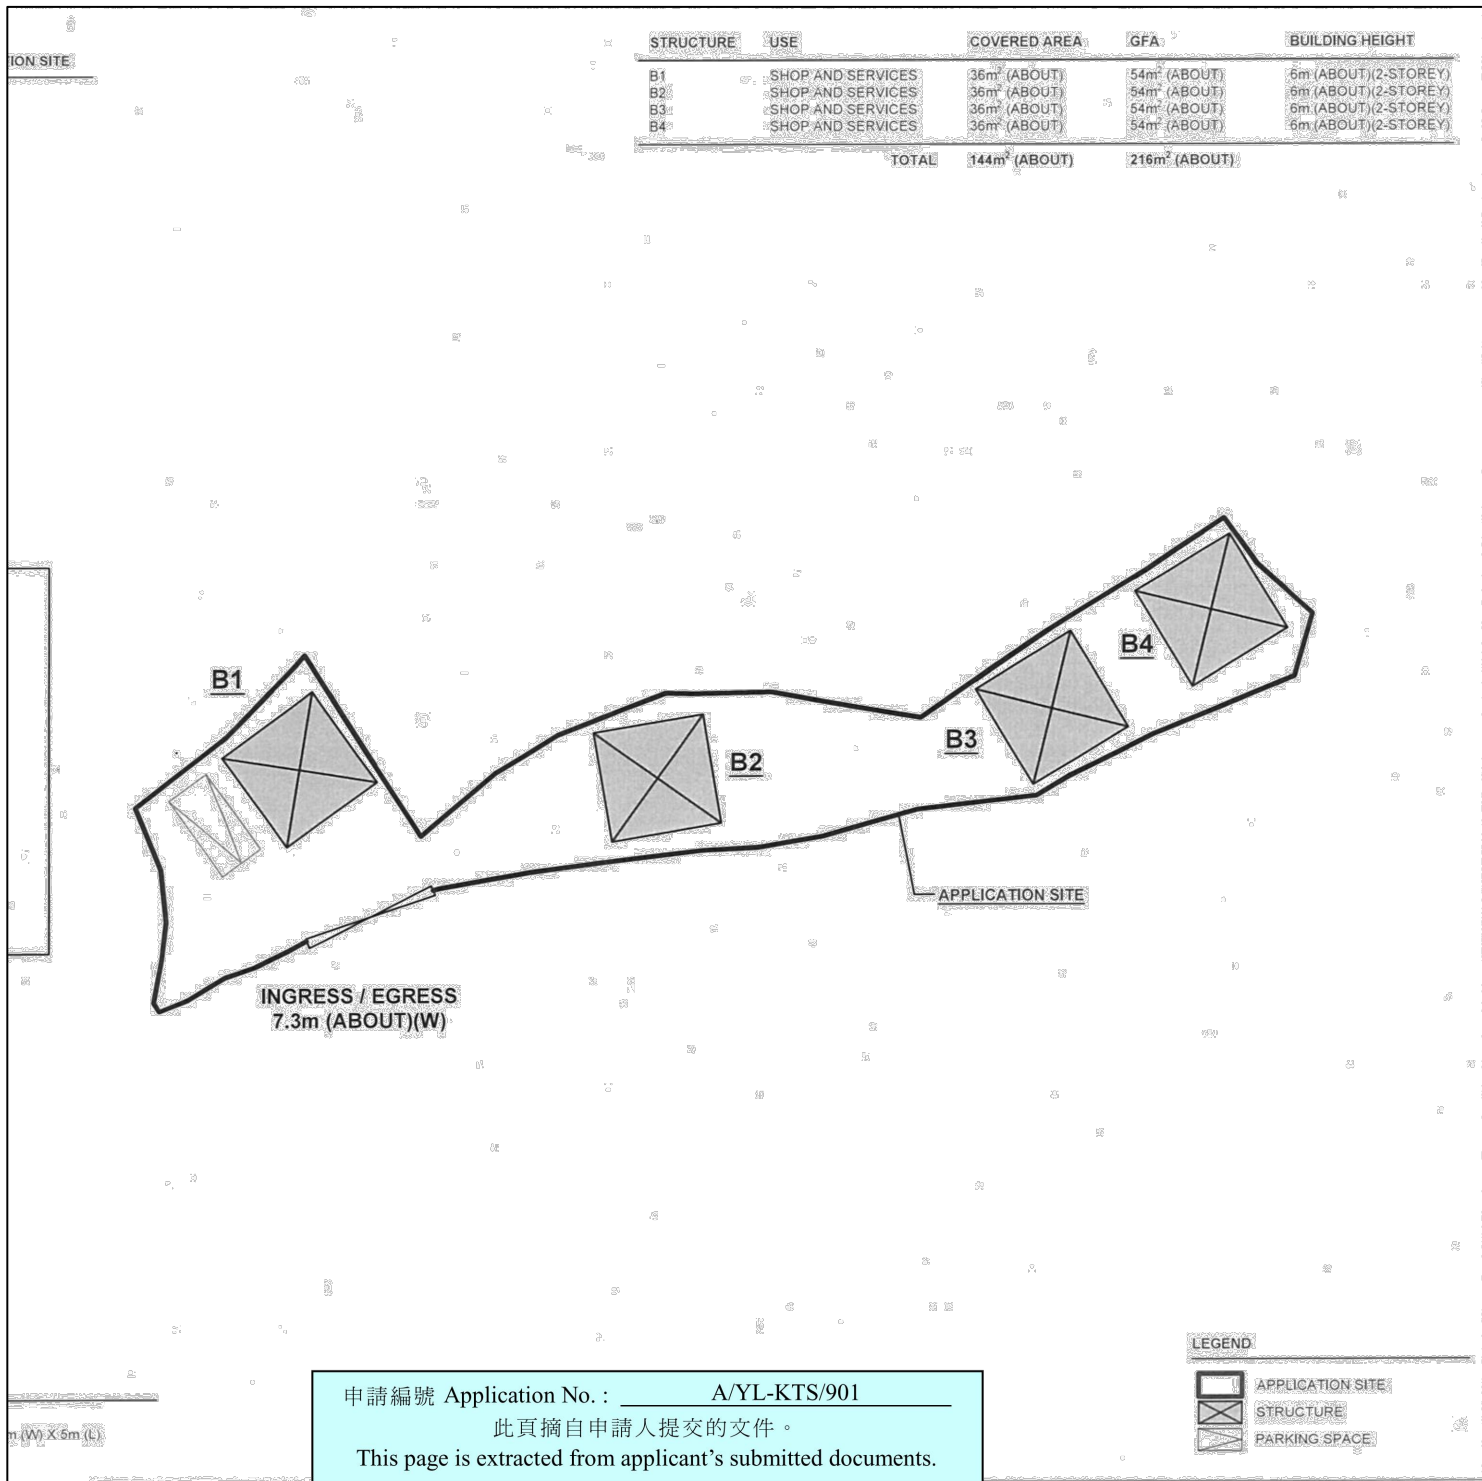 ION SITE
STRUCTURE USE COVERED AREA GFA BUILDING HEIGHT
B1 SHOP AND SERVICES 36m² (ABOUT) 54m² (ABOUT) 6m (ABOUT)(2-STOREY)
B2 SHOP AND SERVICES 36m² (ABOUT) 54m² (ABOUT) 6m (ABOUT)(2-STOREY)
B3 SHOP AND SERVICES 36m² (ABOUT) 54m² (ABOUT) 6m (ABOUT)(2-STOREY)
B4 SHOP AND SERVICES 36m² (ABOUT) 54m² (ABOUT) 6m (ABOUT)(2-STOREY)
TOTAL 144m² (ABOUT) 216m² (ABOUT)
B4
B1
B3
B2
APPLICATION SITE
INGRESS / EGRESS
7.3m (ABOUT)(W)
LEGEND
APPLICATION SITE
STRUCTURE
PARKING SPACE
m (W) X 5m (L)
申請編號 Application No. : A/YL-KTS/901
此頁摘自申請人提交的文件。
This page is extracted from applicant's submitted documents.